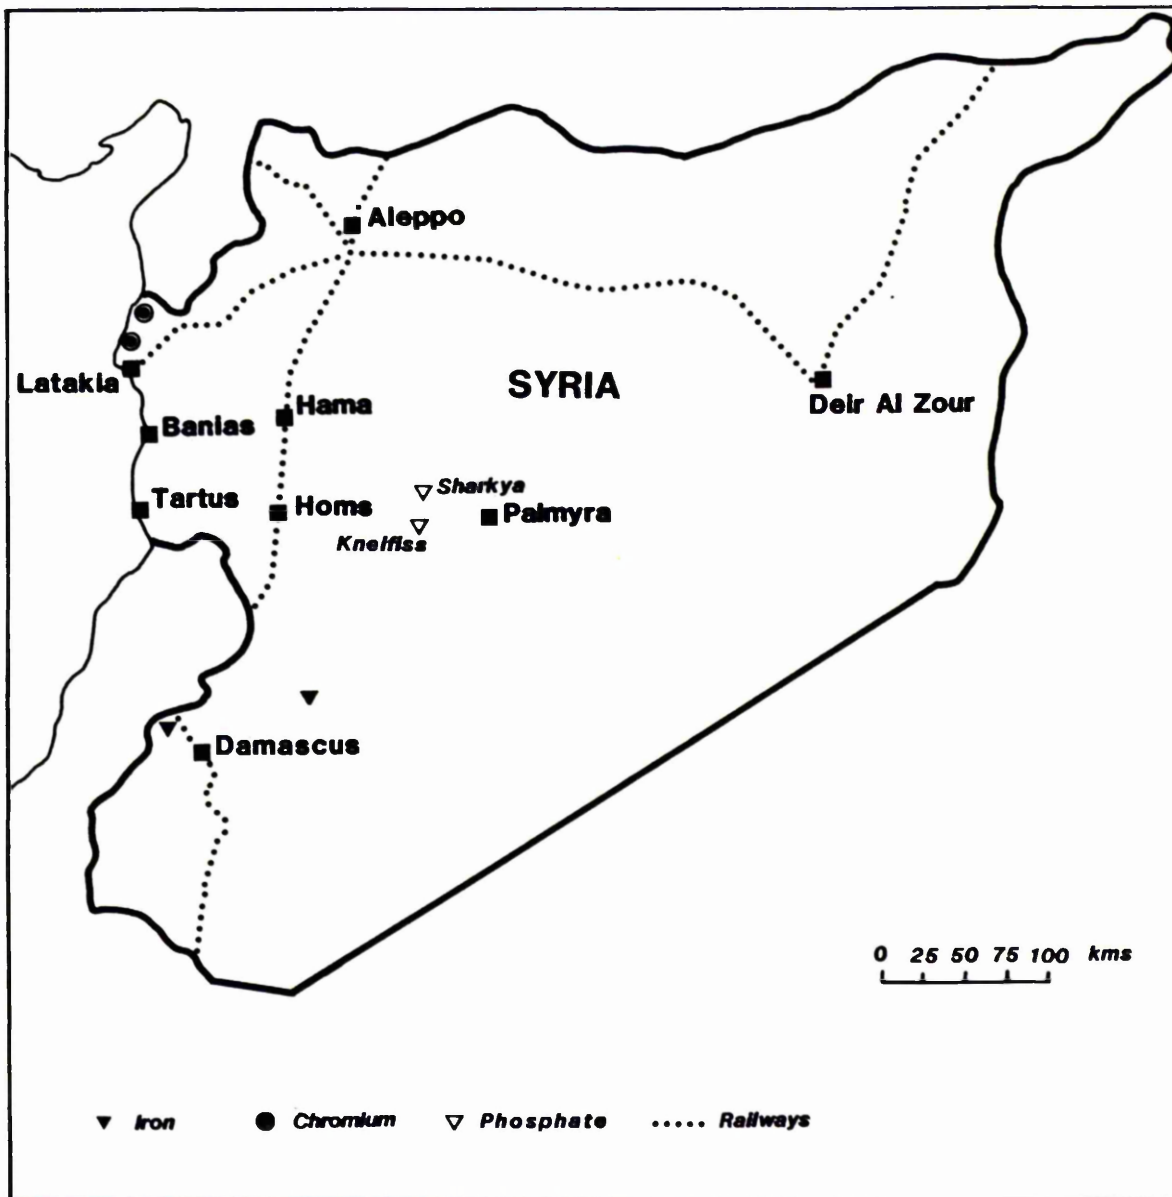 Aleppo
SYRIA
Latakia
Hama
Deir Al Zour
Banias
Sharkya
Tartus
Homs
Palmyra
Kneifiss
Damascus
0 25 50 75 100 kms
Iron Chromium Phosphate Railways